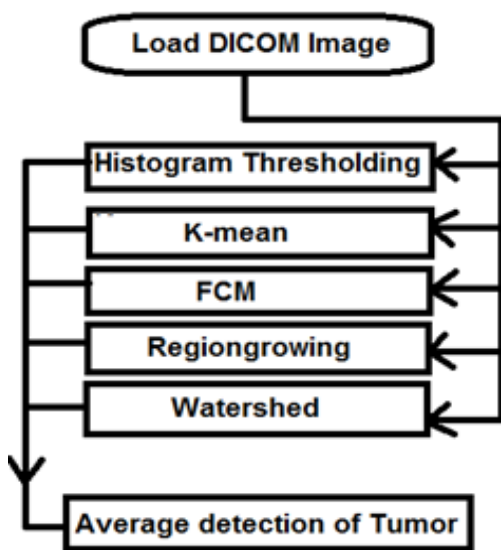 Load DICOM Image
Histogram Thresholding
K-mean
FCM
Regiongrowing
Watershed
Average detection of Tumor